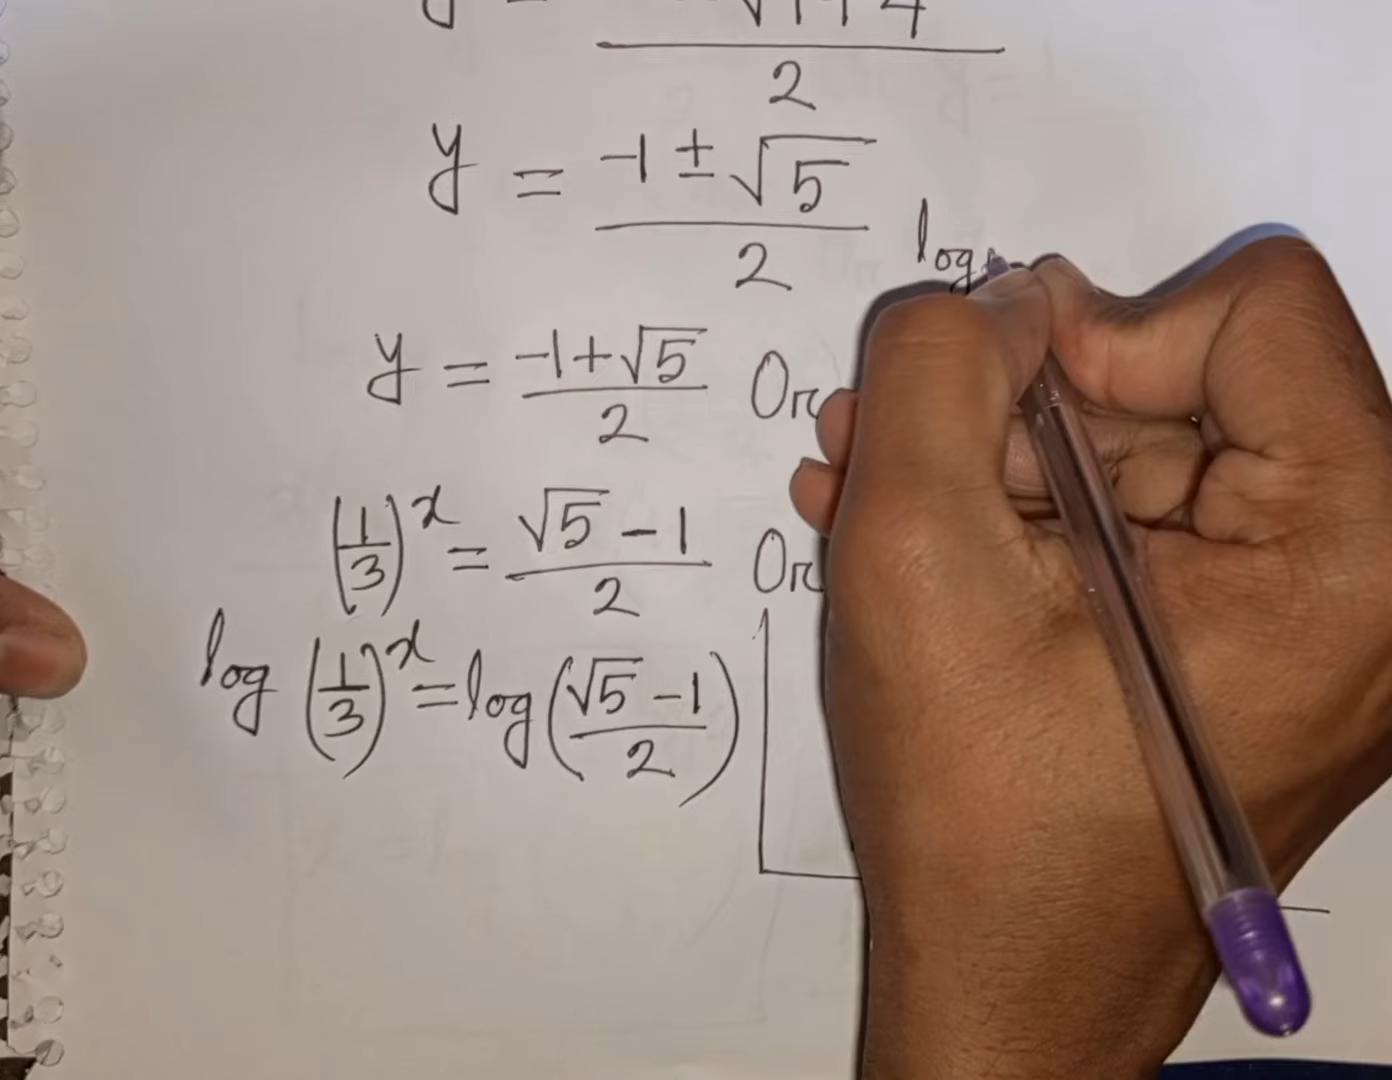 2
y = (-1 ± √5)/2
log
y = (-1+√5)/2 Or
(1/3)^x = (√5 - 1)/2 Or
log (1/3)^x = log((√5 - 1)/2)